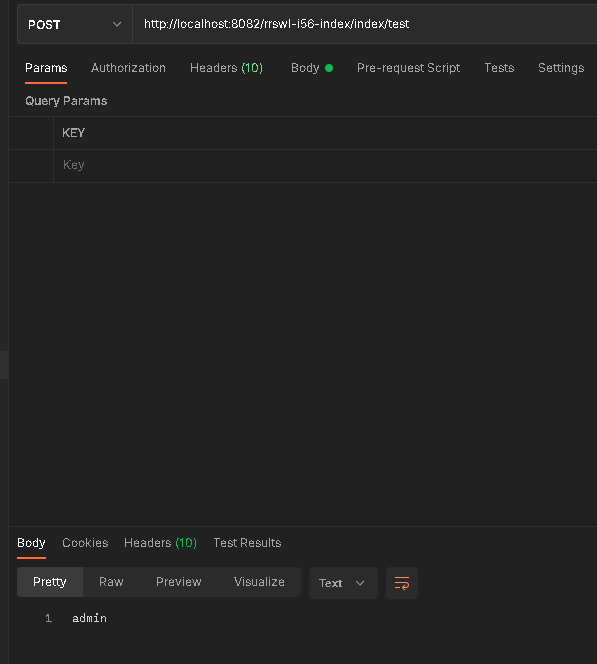 POST http://localhost:8082/rrswl-i56-index/index/test
Params Authorization Headers (10) Body Pre-request Script Tests Settings
Query Params
KEY
Key
Body Cookies Headers (10) Test Results
Pretty Raw Preview Visualize Text
1 admin